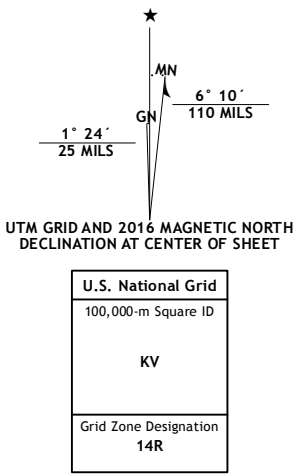 ★
MN
GN
6° 10´
110 MILS
1° 24´
25 MILS
UTM GRID AND 2016 MAGNETIC NORTH
DECLINATION AT CENTER OF SHEET
U.S. National Grid
100,000-m Square ID
KV
Grid Zone Designation
14R